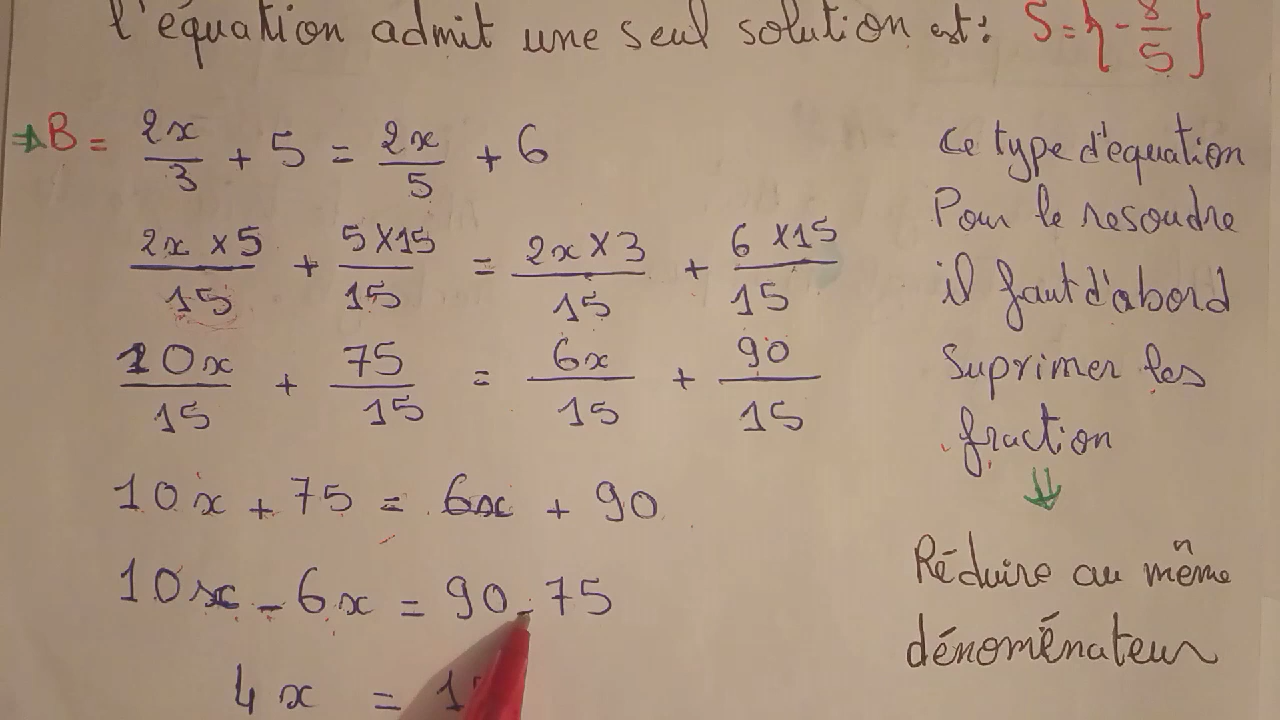 l'équation admit une seul solution est: S = {-8/5}
→ B = 2x/3 + 5 = 2x/5 + 6
2x×5/15 + 5×15/15 = 2x×3/15 + 6×15/15
10x/15 + 75/15 = 6x/15 + 90/15
10x + 75 = 6x + 90
10x - 6x = 90 - 75
4x =
Ce type d'équation
Pour le resoudre
il faut d'abord
Suprimer les
fraction
⇓
Réduire au même
dénoménateur